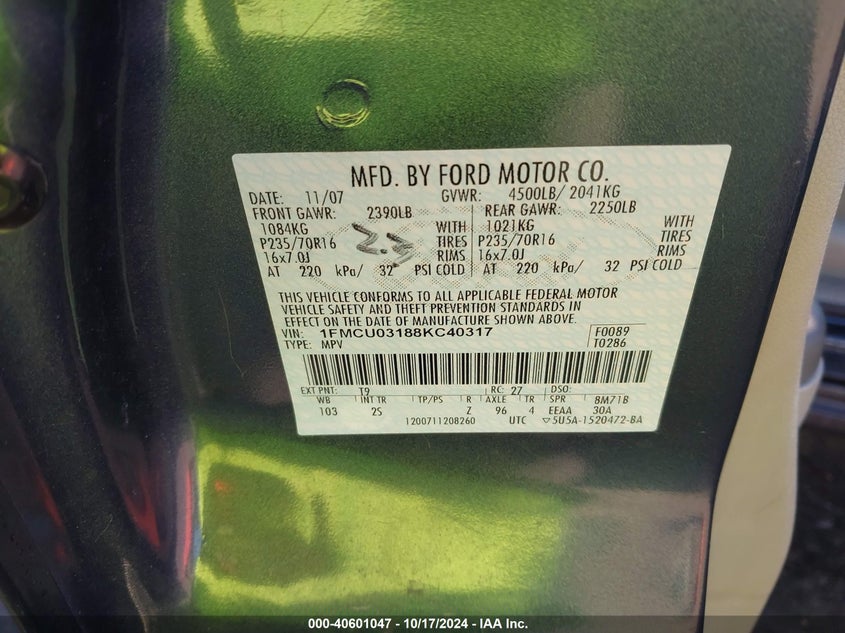 MFD. BY FORD MOTOR CO.
DATE: 11/07 GVWR: 4500LB/ 2041KG
FRONT GAWR: 2390LB REAR GAWR: 2250LB
1084KG WITH 1021KG WITH
P235/70R16 2.3 TIRES P235/70R16 TIRES
16x7.0J RIMS 16x7.0J RIMS
AT 220 kPa/ 32 PSI COLD AT 220 kPa/ 32 PSI COLD
THIS VEHICLE CONFORMS TO ALL APPLICABLE FEDERAL MOTOR
VEHICLE SAFETY AND THEFT PREVENTION STANDARDS IN
EFFECT ON THE DATE OF MANUFACTURE SHOWN ABOVE.
VIN: 1FMCU03188KC40317 F0089
TYPE: MPV T0286
EXT PNT: T9 RC: 27 DSO:
WB INT TR TP/PS R AXLE TR SPR BM71B
103 2S Z 96 4 EEAA 30A
1200711208260 UTC ▽5U5A-1520472-BA
000-40601047 / 10/17/2024 - IAA Inc.